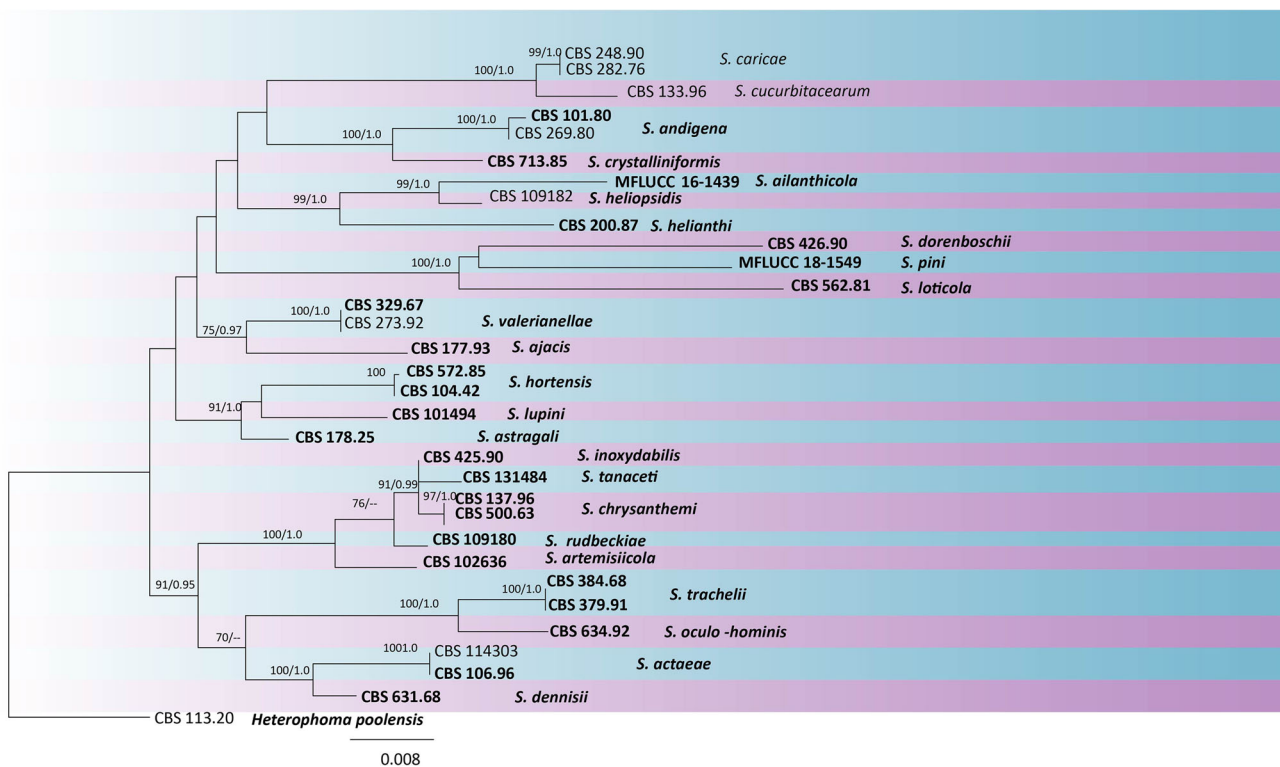 99/1.0 CBS 248.90
CBS 282.76
S. caricae
100/1.0
CBS 133.96 S. cucurbitacearum
CBS 101.80
CBS 269.80
S. andigena
100/1.0
CBS 713.85 S. crystalliniformis
MFLUCC 16-1439 S. ailanthicola
99/1.0
CBS 109182 S. heliopsidis
99/1.0
CBS 200.87 S. helianthi
CBS 426.90 S. dorenboschii
100/1.0
MFLUCC 18-1549 S. pini
CBS 562.81 S. loticola
CBS 329.67
100/1.0
CBS 273.92
S. valerianellae
75/0.97
CBS 177.93 S. ajacis
100 CBS 572.85
CBS 104.42
S. hortensis
91/1.0
CBS 101494 S. lupini
CBS 178.25 S. astragali
CBS 425.90 S. inoxydabilis
91/0.99
CBS 131484 S. tanaceti
97/1.0 CBS 137.96
CBS 500.63
S. chrysanthemi
76/--
100/1.0
CBS 109180 S. rudbeckiae
CBS 102636 S. artemisiicola
91/0.95
CBS 384.68
100/1.0
CBS 379.91
S. trachelii
100/1.0
CBS 634.92 S. oculo -hominis
70/--
1001.0 CBS 114303
CBS 106.96
S. actaeae
100/1.0
CBS 631.68 S. dennisii
CBS 113.20 Heterophoma poolensis
0.008